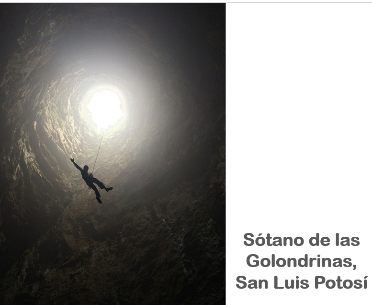 Sótano de las
Golondrinas,
San Luis Potosí